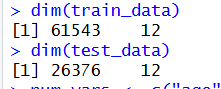 > dim(train_data)
[1] 61543    12
> dim(test_data)
[1] 26376    12